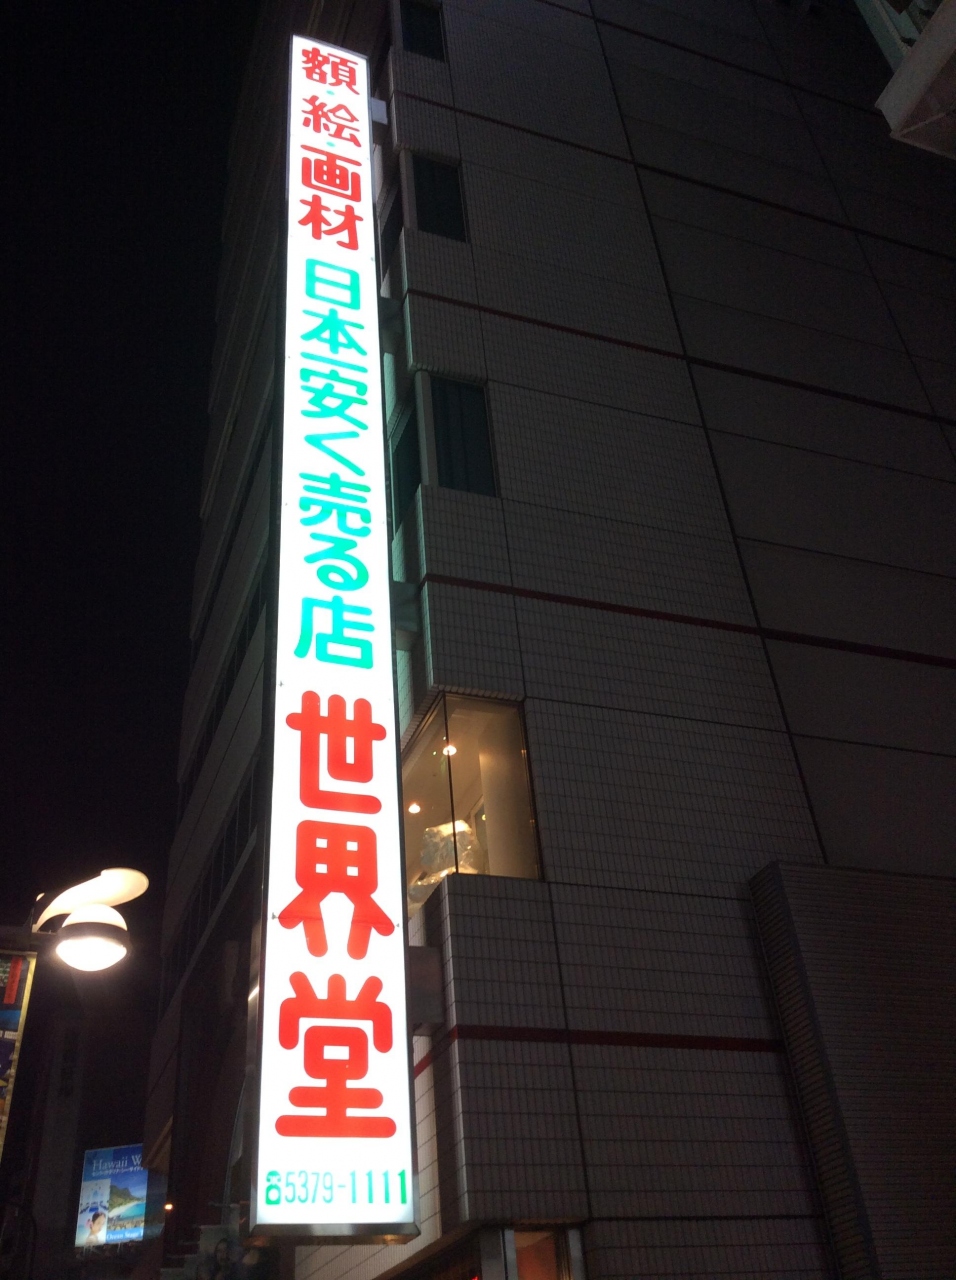 額・絵・画材 日本一安く売る店 世界堂
☎5379-1111
Hawaii W